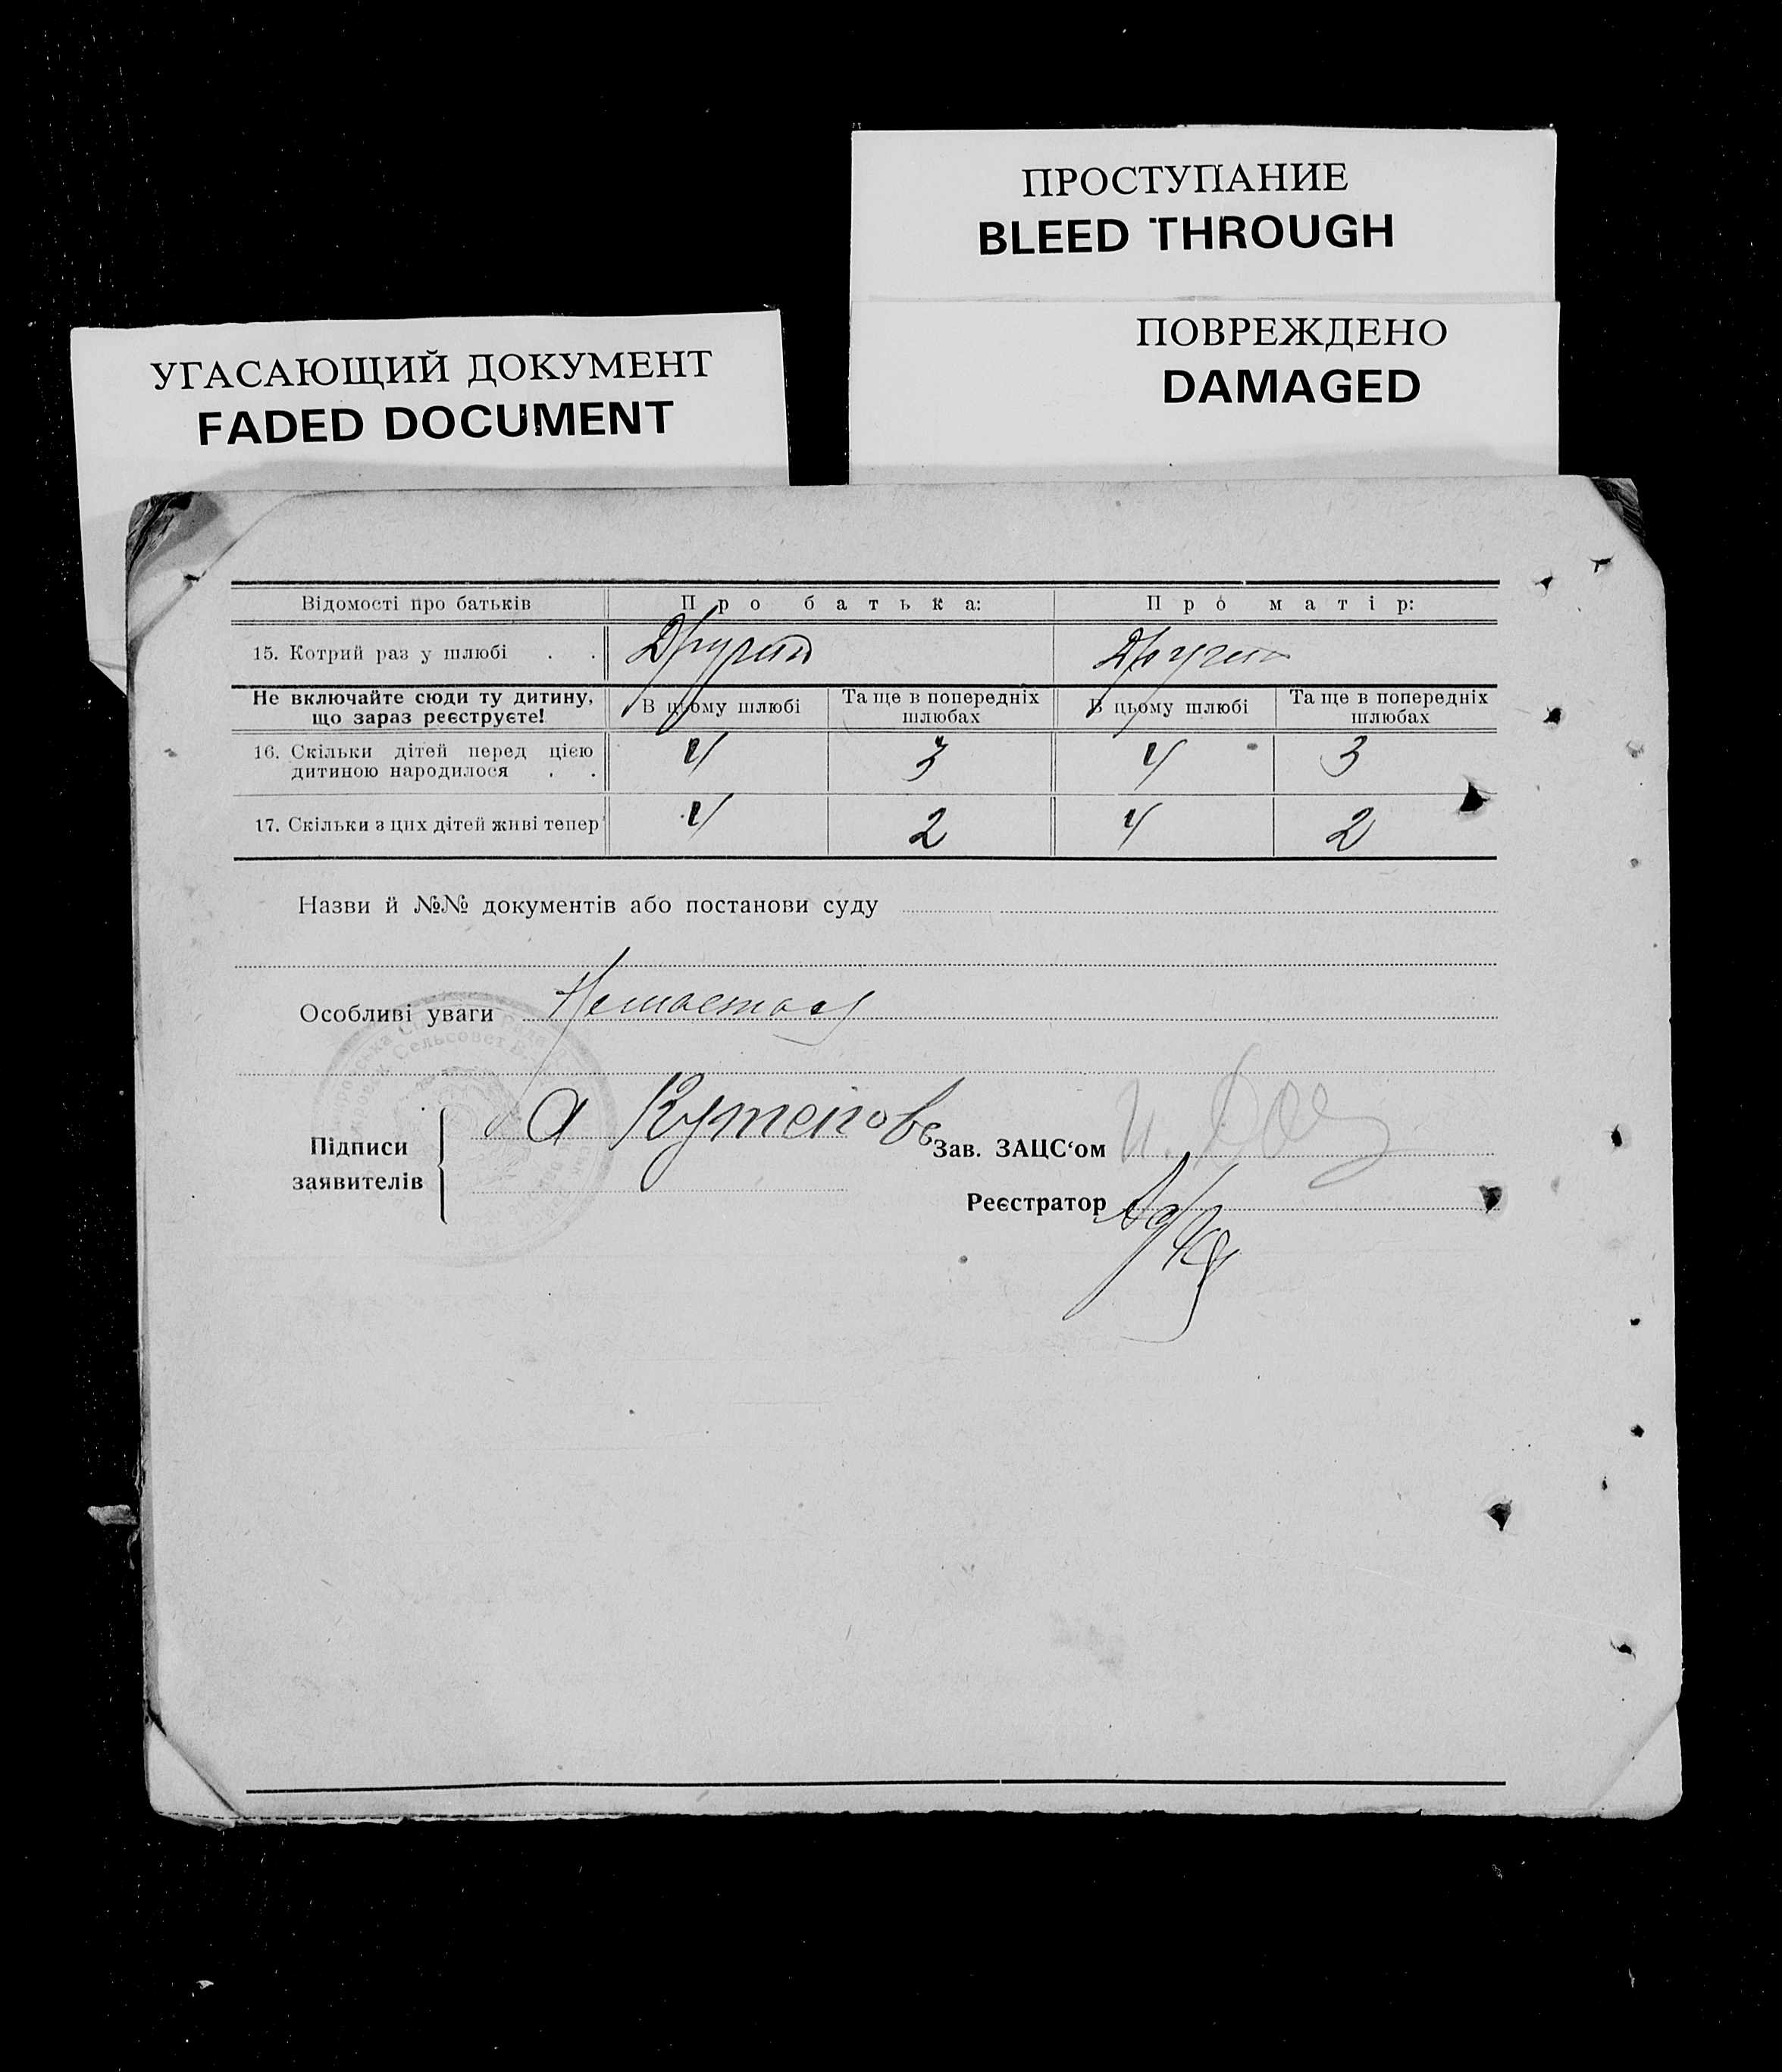 ПРОСТУПАНИЕ
BLEED THROUGH
ПОВРЕЖДЕНО
DAMAGED
УГАСАЮЩИЙ ДОКУМЕНТ
FADED DOCUMENT
Відомості про батьків Про батька: Про матір:
15. Котрий раз у шлюбі . . Другий Другий
Не включайте сюди ту дитину, що зараз реєструєте! В цьому шлюбі Та ще в попередніх шлюбах В цьому шлюбі Та ще в попередніх шлюбах
16. Скільки дітей перед цією дитиною народилося . . 4 3 4 3
17. Скільки з цих дітей живі тепер 4 2 4 2
Назви й №№ документів або постанови суду
Особливі уваги
Сельсовет
Підписи заявителів
а Кутепова
Зав. ЗАЦС‘ом
Реєстратор